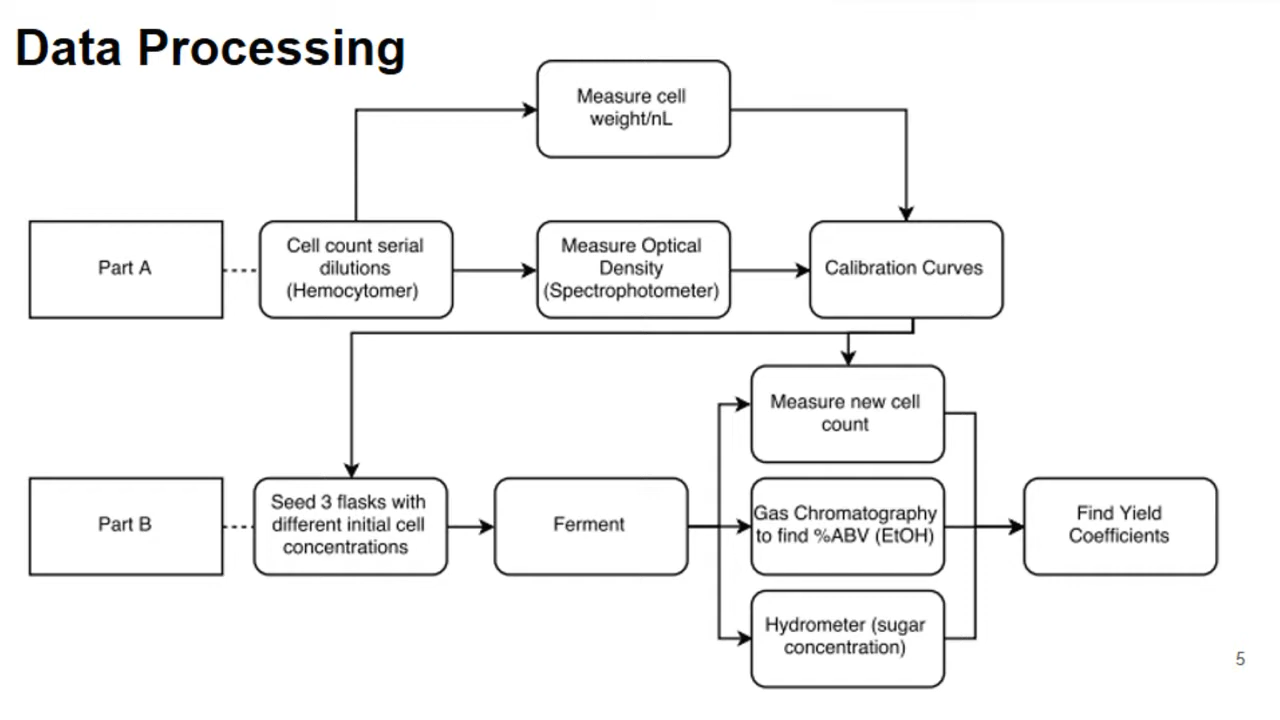 Data Processing
Measure cell
weight/nL
Part A
Cell count serial
dilutions
(Hemocytomer)
Measure Optical
Density
(Spectrophotometer)
Calibration Curves
Measure new cell
count
Part B
Seed 3 flasks with
different initial cell
concentrations
Ferment
Gas Chromatography
to find %ABV (EtOH)
Find Yield
Coefficients
Hydrometer (sugar
concentration)
5